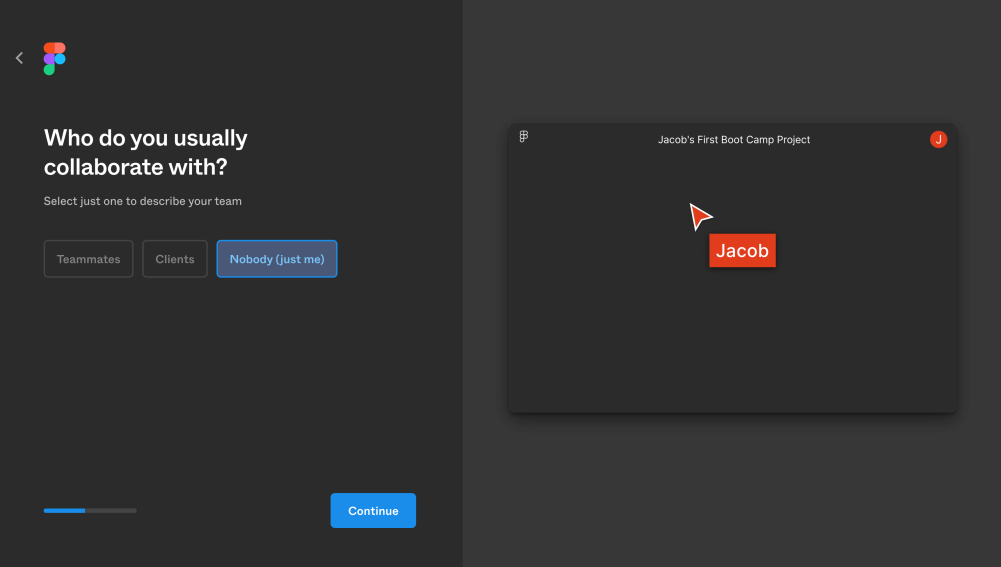 Who do you usually
collaborate with?
Select just one to describe your team
Teammates
Clients
Nobody (just me)
Continue
Jacob's First Boot Camp Project
J
Jacob